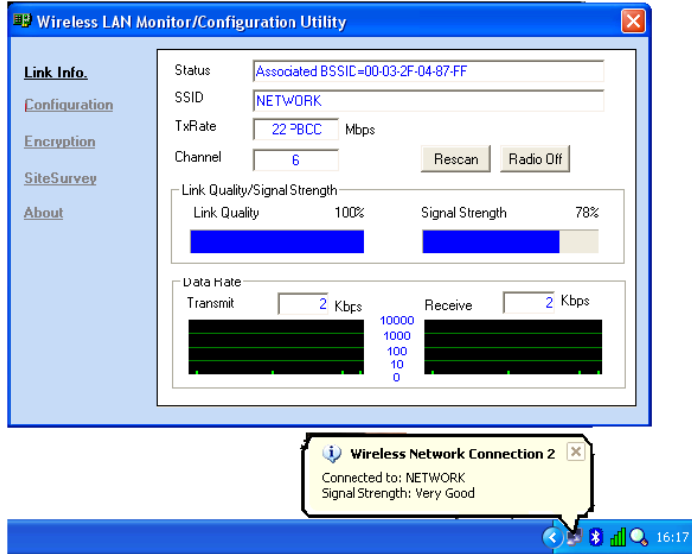 Wireless LAN Monitor/Configuration Utility
Link Info.
Configuration
Encryption
SiteSurvey
About
Status Associated BSSID=00-03-2F-04-87-FF
SSID NETWORK
TxRate 22 PBCC Mbps
Channel 6 Rescan Radio Off
Link Quality/Signal Strength
Link Quality 100% Signal Strength 78%
Data Rate
Transmit 2 Kbps Receive 2 Kbps
10000
1000
100
10
0
Wireless Network Connection 2
Connected to: NETWORK
Signal Strength: Very Good
16:17